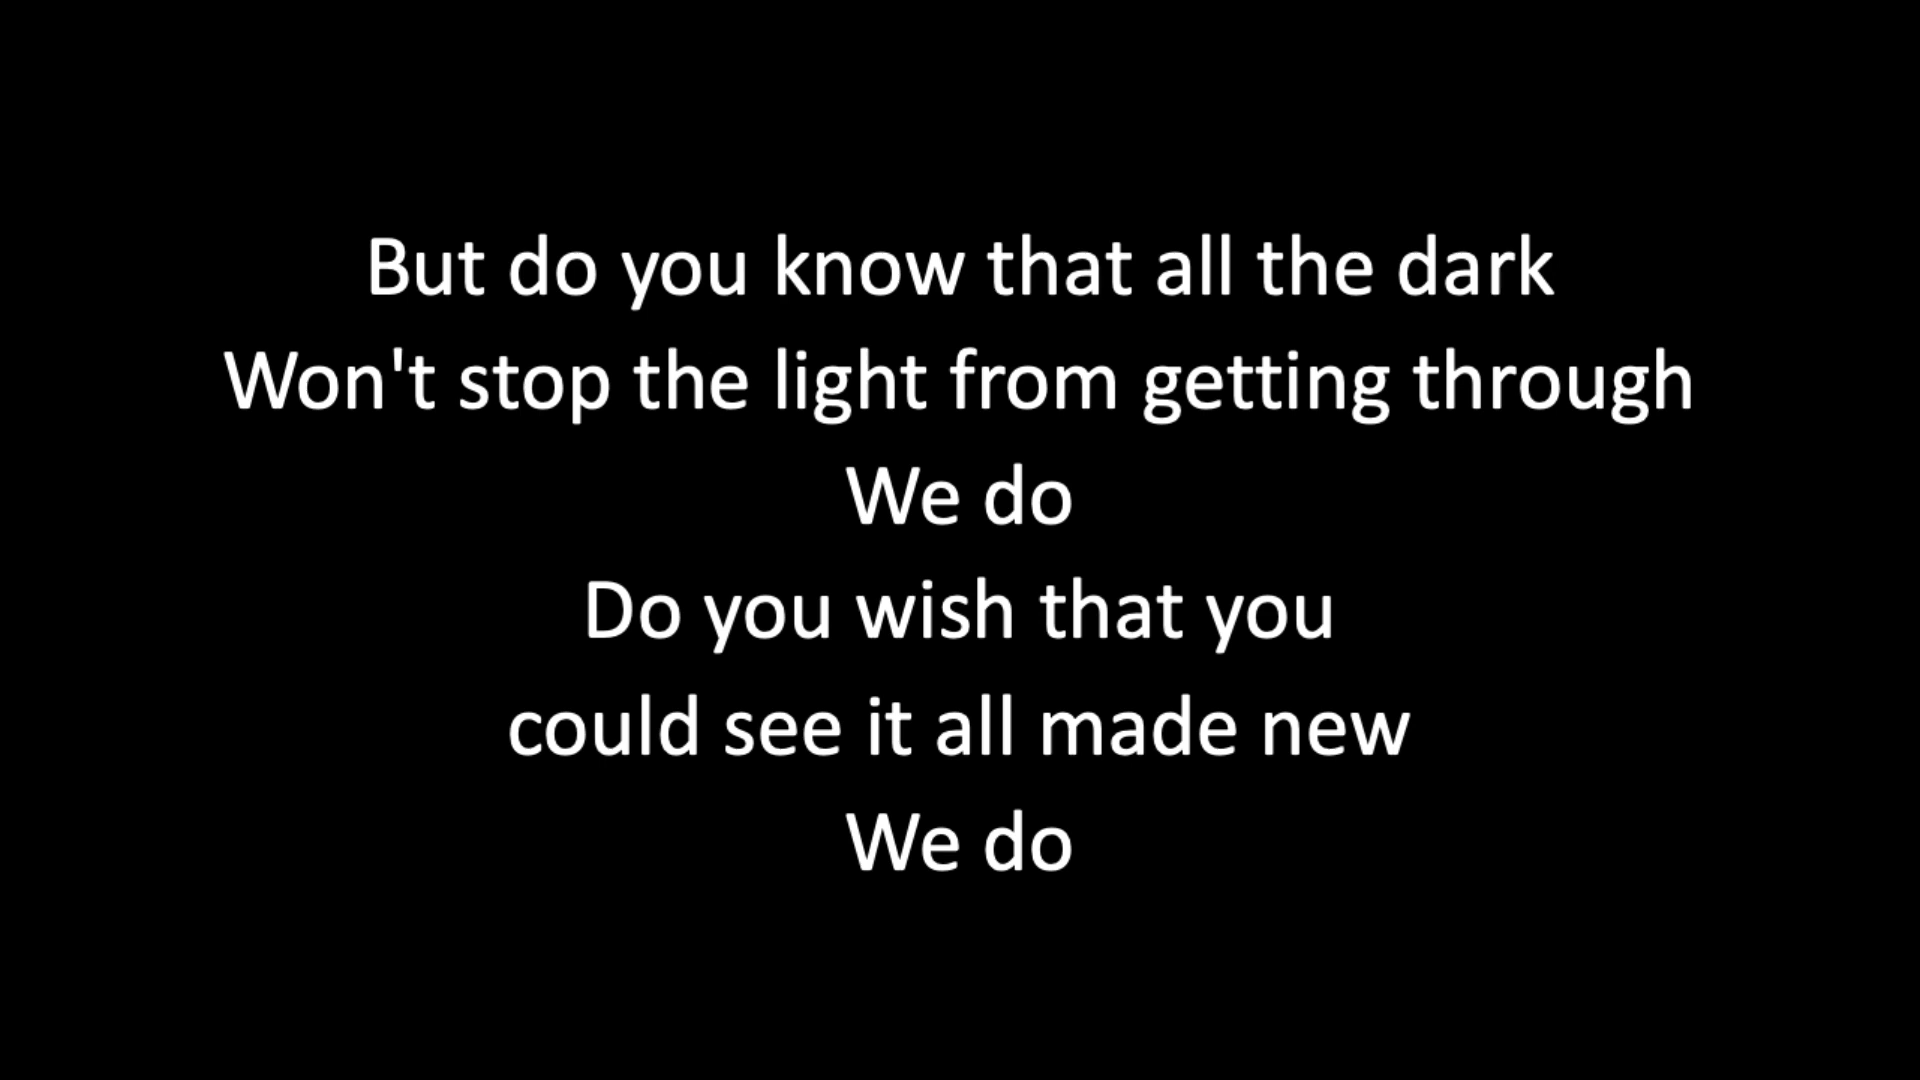 But do you know that all the dark
Won't stop the light from getting through
We do
Do you wish that you
could see it all made new
We do